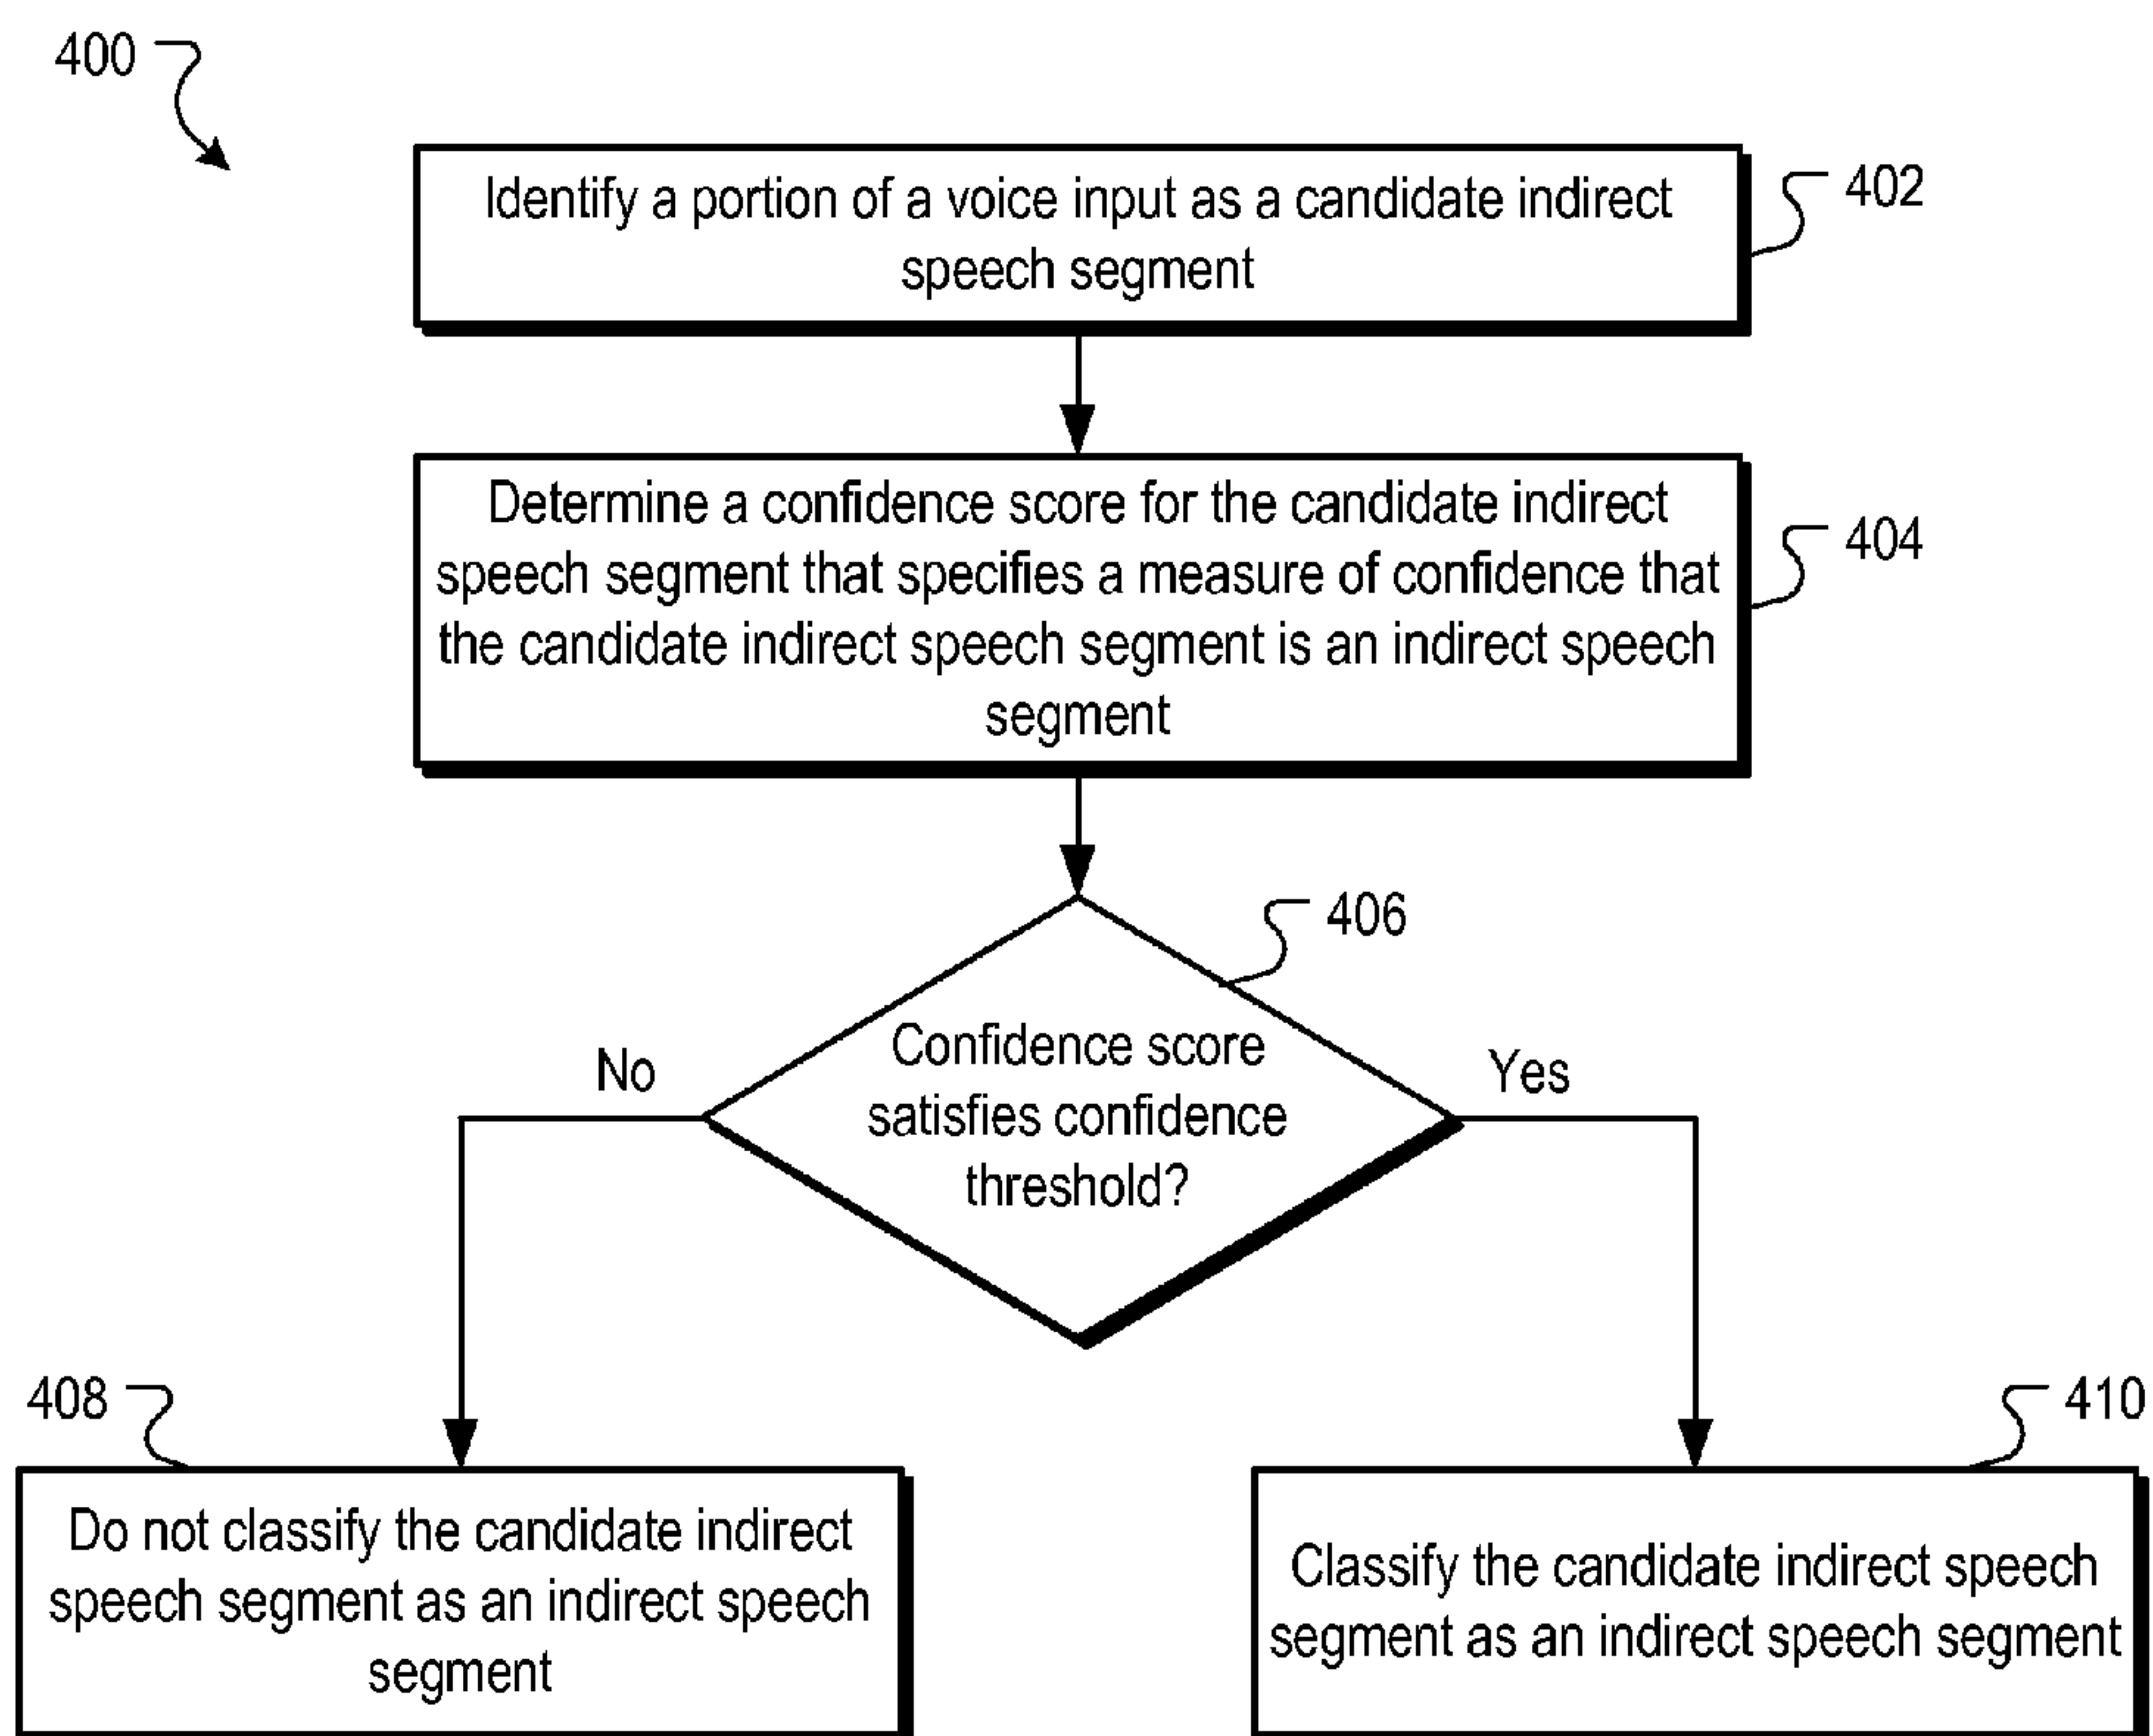 400
Identify a portion of a voice input as a candidate indirect
speech segment
402
Determine a confidence score for the candidate indirect
speech segment that specifies a measure of confidence that
the candidate indirect speech segment is an indirect speech
segment
404
406
Confidence score
satisfies confidence
threshold?
No
Yes
408
Do not classify the candidate indirect
speech segment as an indirect speech
segment
410
Classify the candidate indirect speech
segment as an indirect speech segment